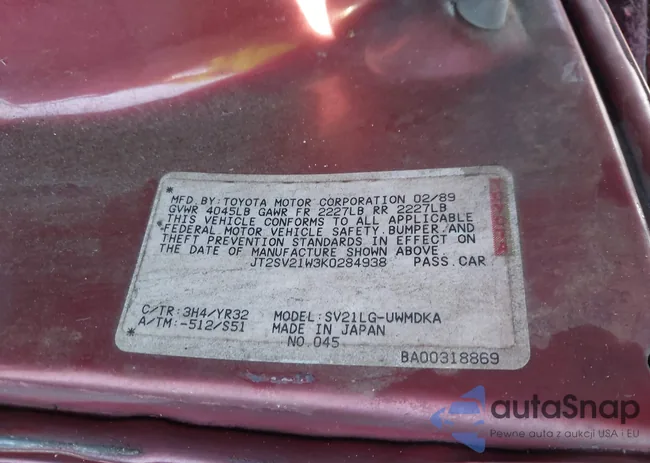 MFD.BY:TOYOTA MOTOR CORPORATION 02/89
GVWR 4045LB GAWR FR 2227LB RR 2227LB
THIS VEHICLE CONFORMS TO ALL APPLICABLE
FEDERAL MOTOR VEHICLE SAFETY.BUMPER.AND
THEFT PREVENTION STANDARDS IN EFFECT ON
THE DATE OF MANUFACTURE SHOWN ABOVE.
JT2SV21W3K0284938 PASS.CAR
C/TR:3H4/YR32 MODEL:SV21LG-UWMDKA
A/TM:-512/S51 MADE IN JAPAN
NO.045
BA00318869
autaSnap
Pewne auta z aukcji USA i EU